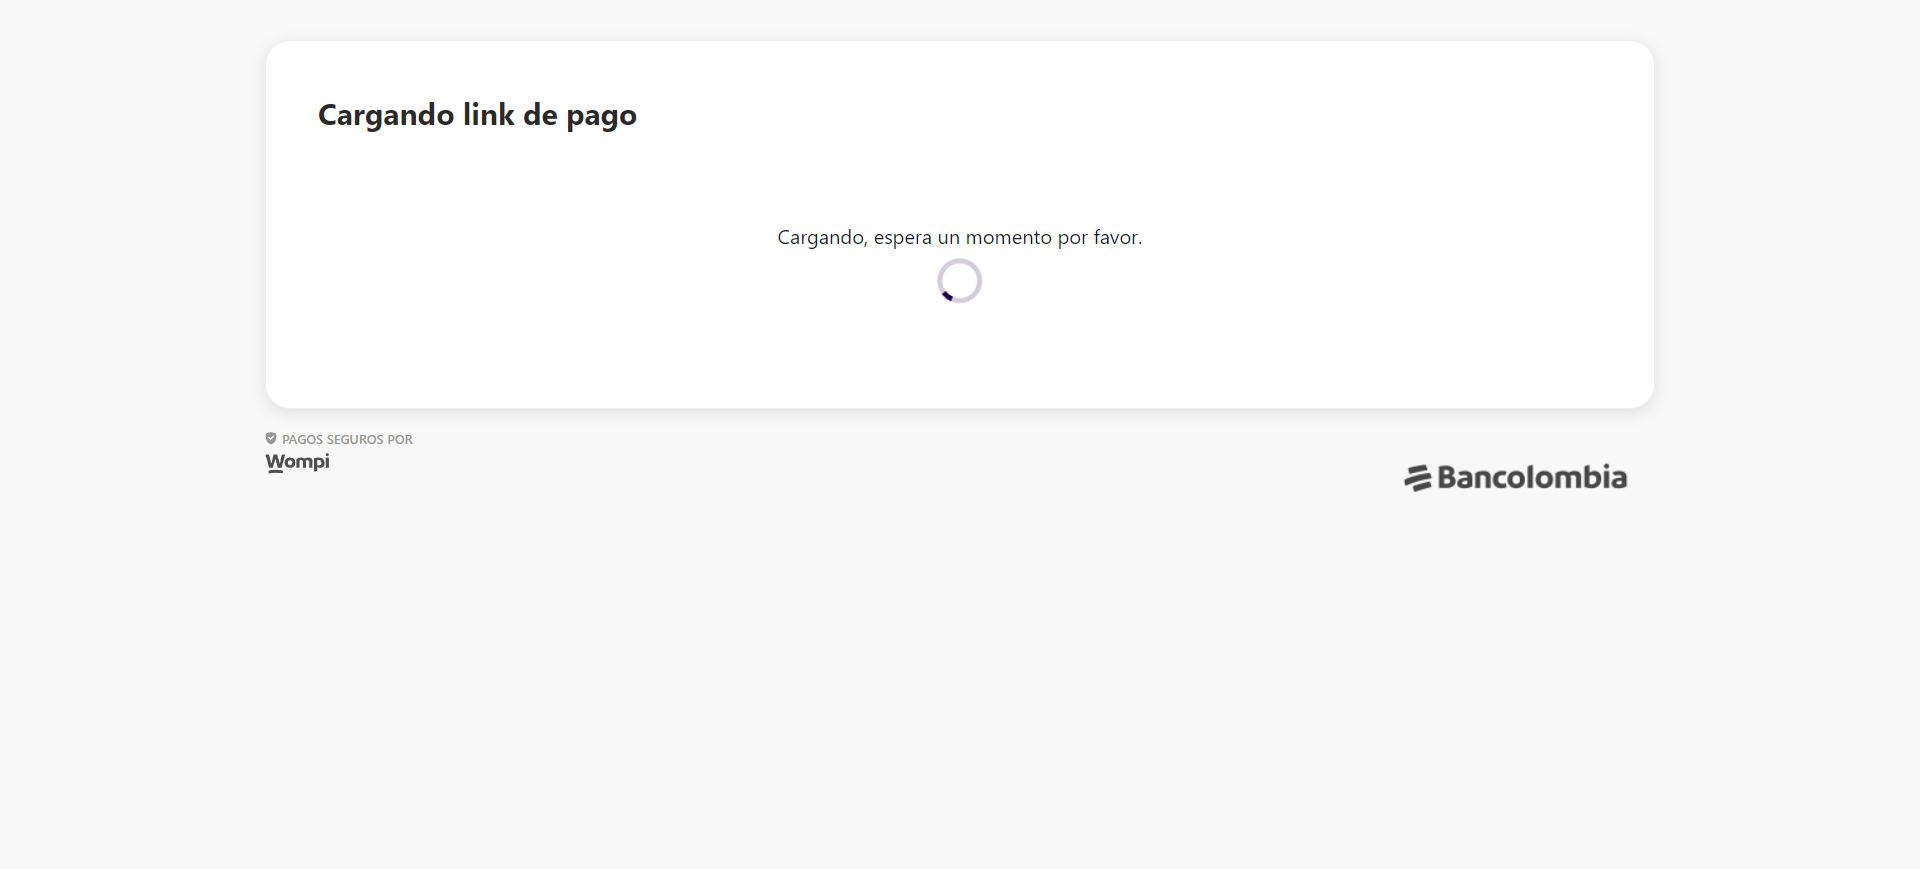 Cargando link de pago
Cargando, espera un momento por favor.
PAGOS SEGUROS POR
Wompi
Bancolombia